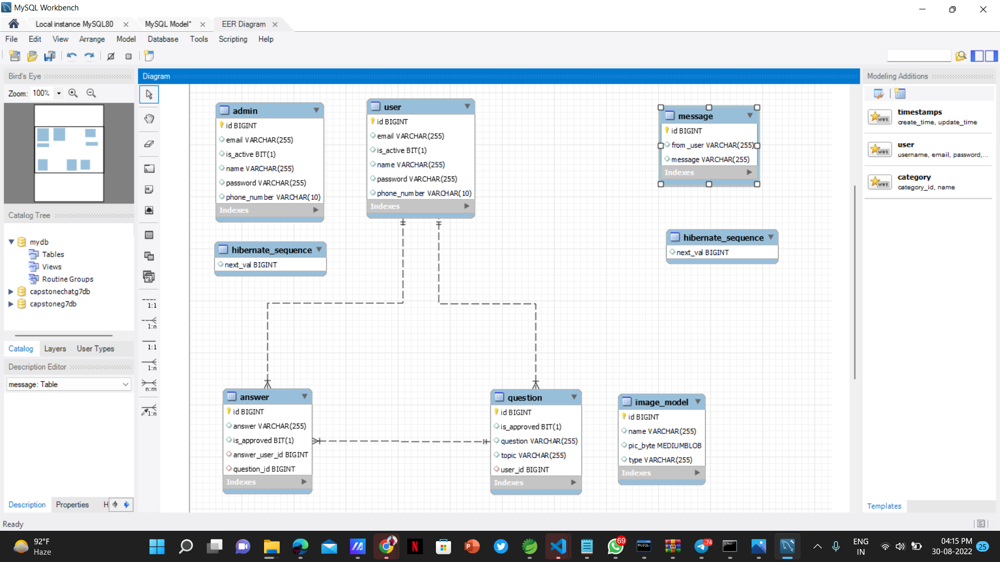 MySQL Workbench
Local instance MySQL80
MySQL Model*
EER Diagram
File Edit View Arrange Model Database Tools Scripting Help
Bird's Eye
Zoom: 100%
Catalog Tree
mydb
Tables
Views
Routine Groups
capstonechatg7db
capstoneg7db
Catalog Layers User Types
Description Editor
message: Table
Description Properties H
Ready
Diagram
1:1
1:n
1:1
1:n
n:m
1:n
admin
id BIGINT
email VARCHAR(255)
is_active BIT(1)
name VARCHAR(255)
password VARCHAR(255)
phone_number VARCHAR(10)
Indexes
user
id BIGINT
email VARCHAR(255)
is_active BIT(1)
name VARCHAR(255)
password VARCHAR(255)
phone_number VARCHAR(10)
Indexes
message
id BIGINT
from_user VARCHAR(255)
message VARCHAR(255)
Indexes
hibernate_sequence
next_val BIGINT
hibernate_sequence
next_val BIGINT
answer
id BIGINT
answer VARCHAR(255)
is_approved BIT(1)
answer_user_id BIGINT
question_id BIGINT
Indexes
question
id BIGINT
is_approved BIT(1)
question VARCHAR(255)
topic VARCHAR(255)
user_id BIGINT
Indexes
image_model
id BIGINT
name VARCHAR(255)
pic_byte MEDIUMBLOB
type VARCHAR(255)
Indexes
Modeling Additions
MWB
timestamps
create_time, update_time
MWB
user
username, email, password,...
MWB
category
category_id, name
Templates
92°F
Haze
69
74
MySQL
ENG
IN
04:15 PM
30-08-2022
25